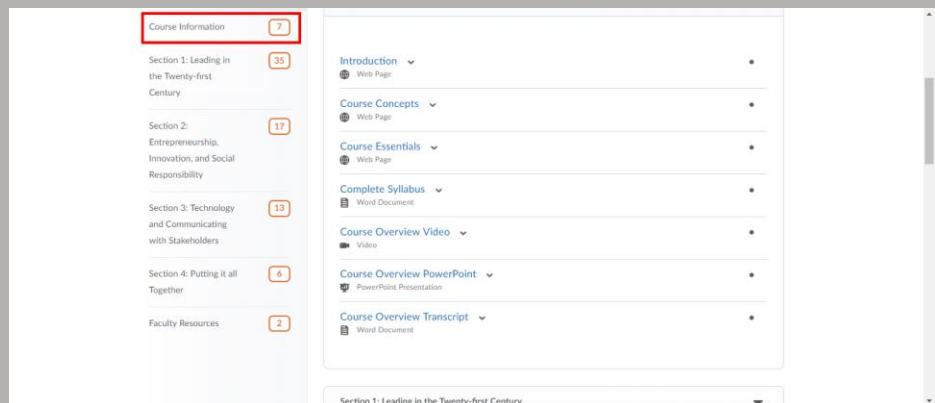 Course Information
7
Section 1: Leading in
the Twenty-first
Century
35
Section 2:
Entrepreneurship,
Innovation, and Social
Responsibility
17
Section 3: Technology
and Communicating
with Stakeholders
13
Section 4: Putting it all
Together
6
Faculty Resources
2
Introduction
Web Page
Course Concepts
Web Page
Course Essentials
Web Page
Complete Syllabus
Word Document
Course Overview Video
Video
Course Overview PowerPoint
PowerPoint Presentation
Course Overview Transcript
Word Document
Section 1: Leading in the Twenty-first Century